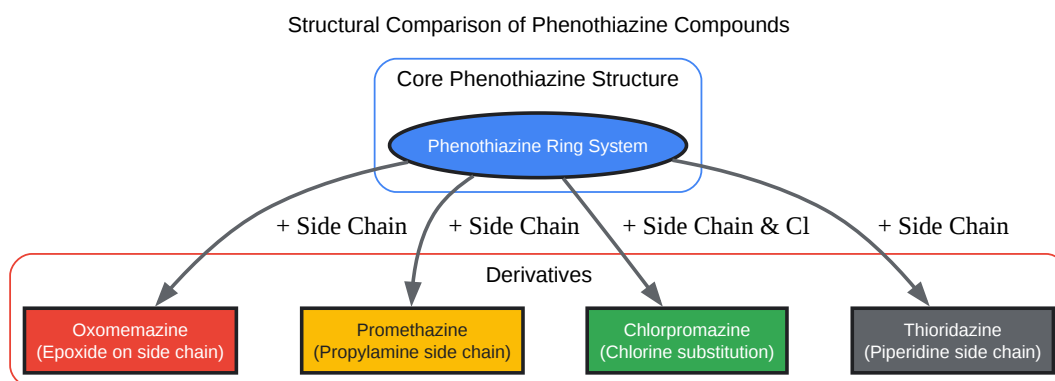 Structural Comparison of Phenothiazine Compounds
Core Phenothiazine Structure
Phenothiazine Ring System
+ Side Chain
+ Side Chain
+ Side Chain & Cl
+ Side Chain
Derivatives
Oxomemazine
(Epoxide on side chain)
Promethazine
(Propylamine side chain)
Chlorpromazine
(Chlorine substitution)
Thioridazine
(Piperidine side chain)